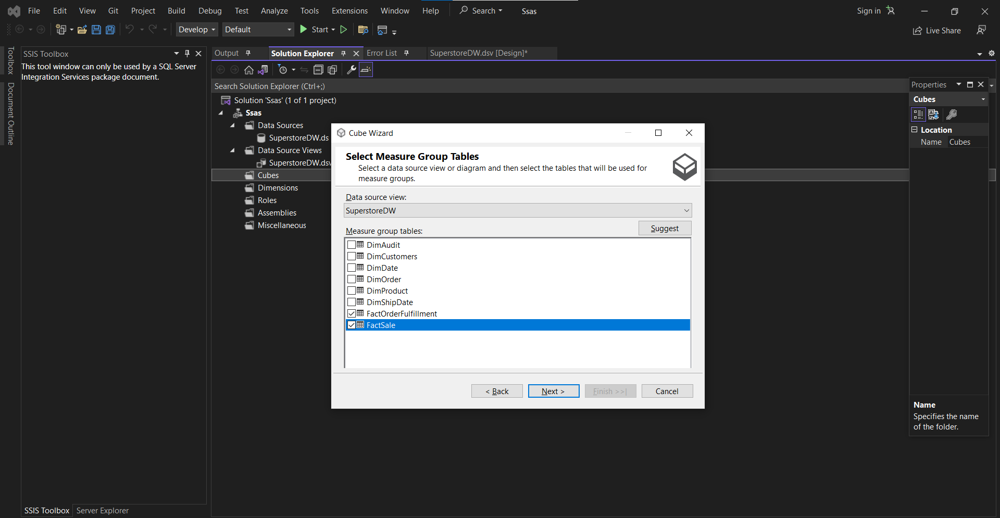 File Edit View Git Project Build Debug Test Analyze Tools Extensions Window Help Search Ssas Sign in
Develop Default Start Live Share
Toolbox
Document Outline
SSIS Toolbox
This tool window can only be used by a SQL Server
Integration Services package document.
SSIS Toolbox Server Explorer
Output Solution Explorer Error List SuperstoreDW.dsv [Design]*
Search Solution Explorer (Ctrl+;)
Solution 'Ssas' (1 of 1 project)
Ssas
Data Sources
SuperstoreDW.ds
Data Source Views
SuperstoreDW.dsv
Cubes
Dimensions
Roles
Assemblies
Miscellaneous
Cube Wizard
Select Measure Group Tables
Select a data source view or diagram and then select the tables that will be used for
measure groups.
Data source view:
SuperstoreDW
Measure group tables:
Suggest
DimAudit
DimCustomers
DimDate
DimOrder
DimProduct
DimShipDate
FactOrderFulfillment
FactSale
< Back Next > Finish >>| Cancel
Properties
Cubes
Location
Name Cubes
Name
Specifies the name
of the folder.